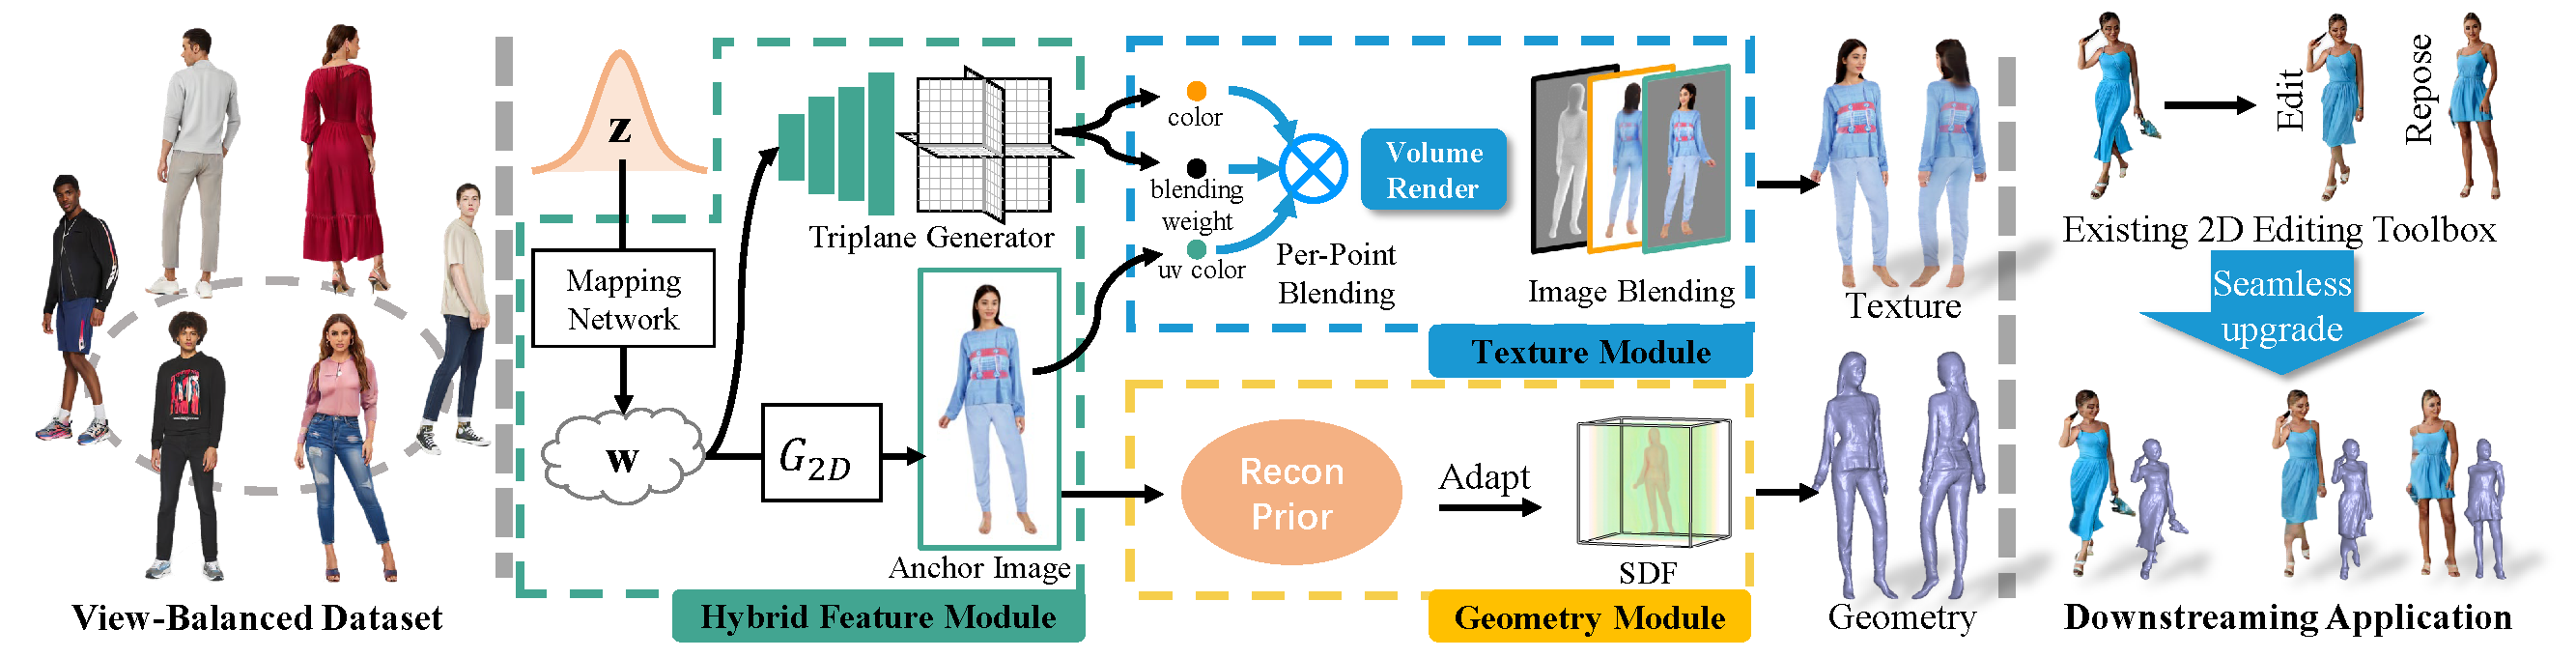 View-Balanced Dataset
z
Mapping
Network
w
G2D
Triplane Generator
Anchor Image
Hybrid Feature Module
color
blending
weight
uv color
Per-Point
Blending
Volume
Render
Image Blending
Texture Module
Recon
Prior
Adapt
SDF
Geometry Module
Texture
Geometry
Edit
Repose
Existing 2D Editing Toolbox
Seamless
upgrade
Downstreaming Application